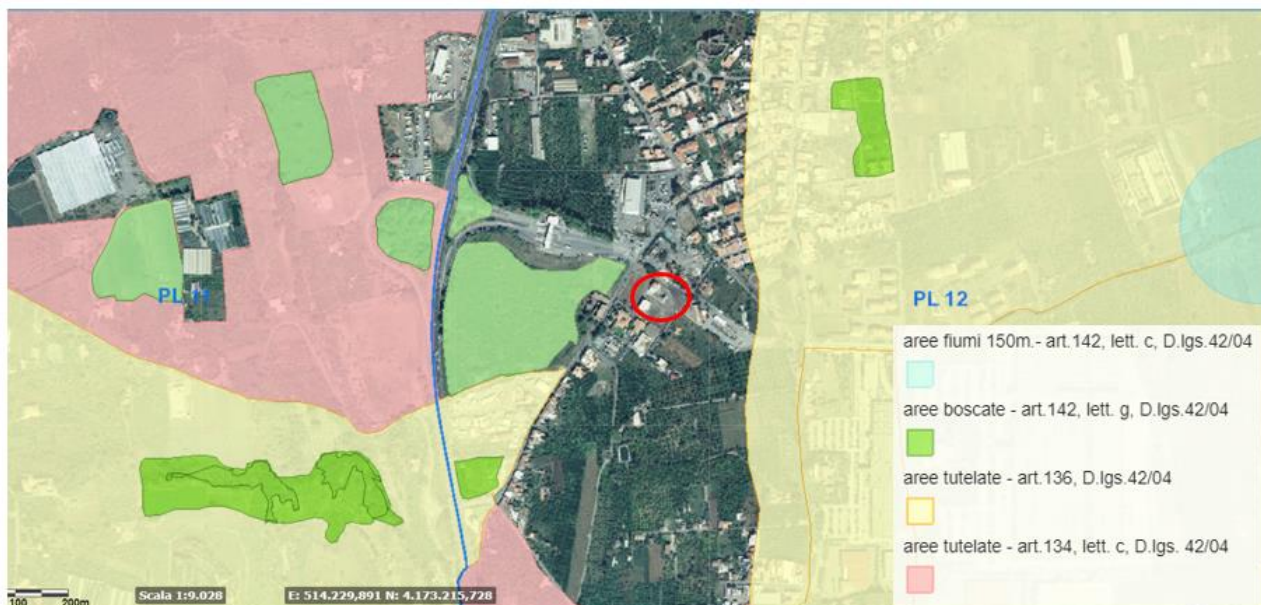 PL 11
PL 12
aree fiumi 150m.- art.142, lett. c, D.lgs.42/04
aree boscate - art.142, lett. g, D.lgs.42/04
aree tutelate - art.136, D.lgs.42/04
aree tutelate - art.134, lett. c, D.lgs. 42/04
100 200m
Scala 1:9.028
E: 514.229,891 N: 4.173.215,728